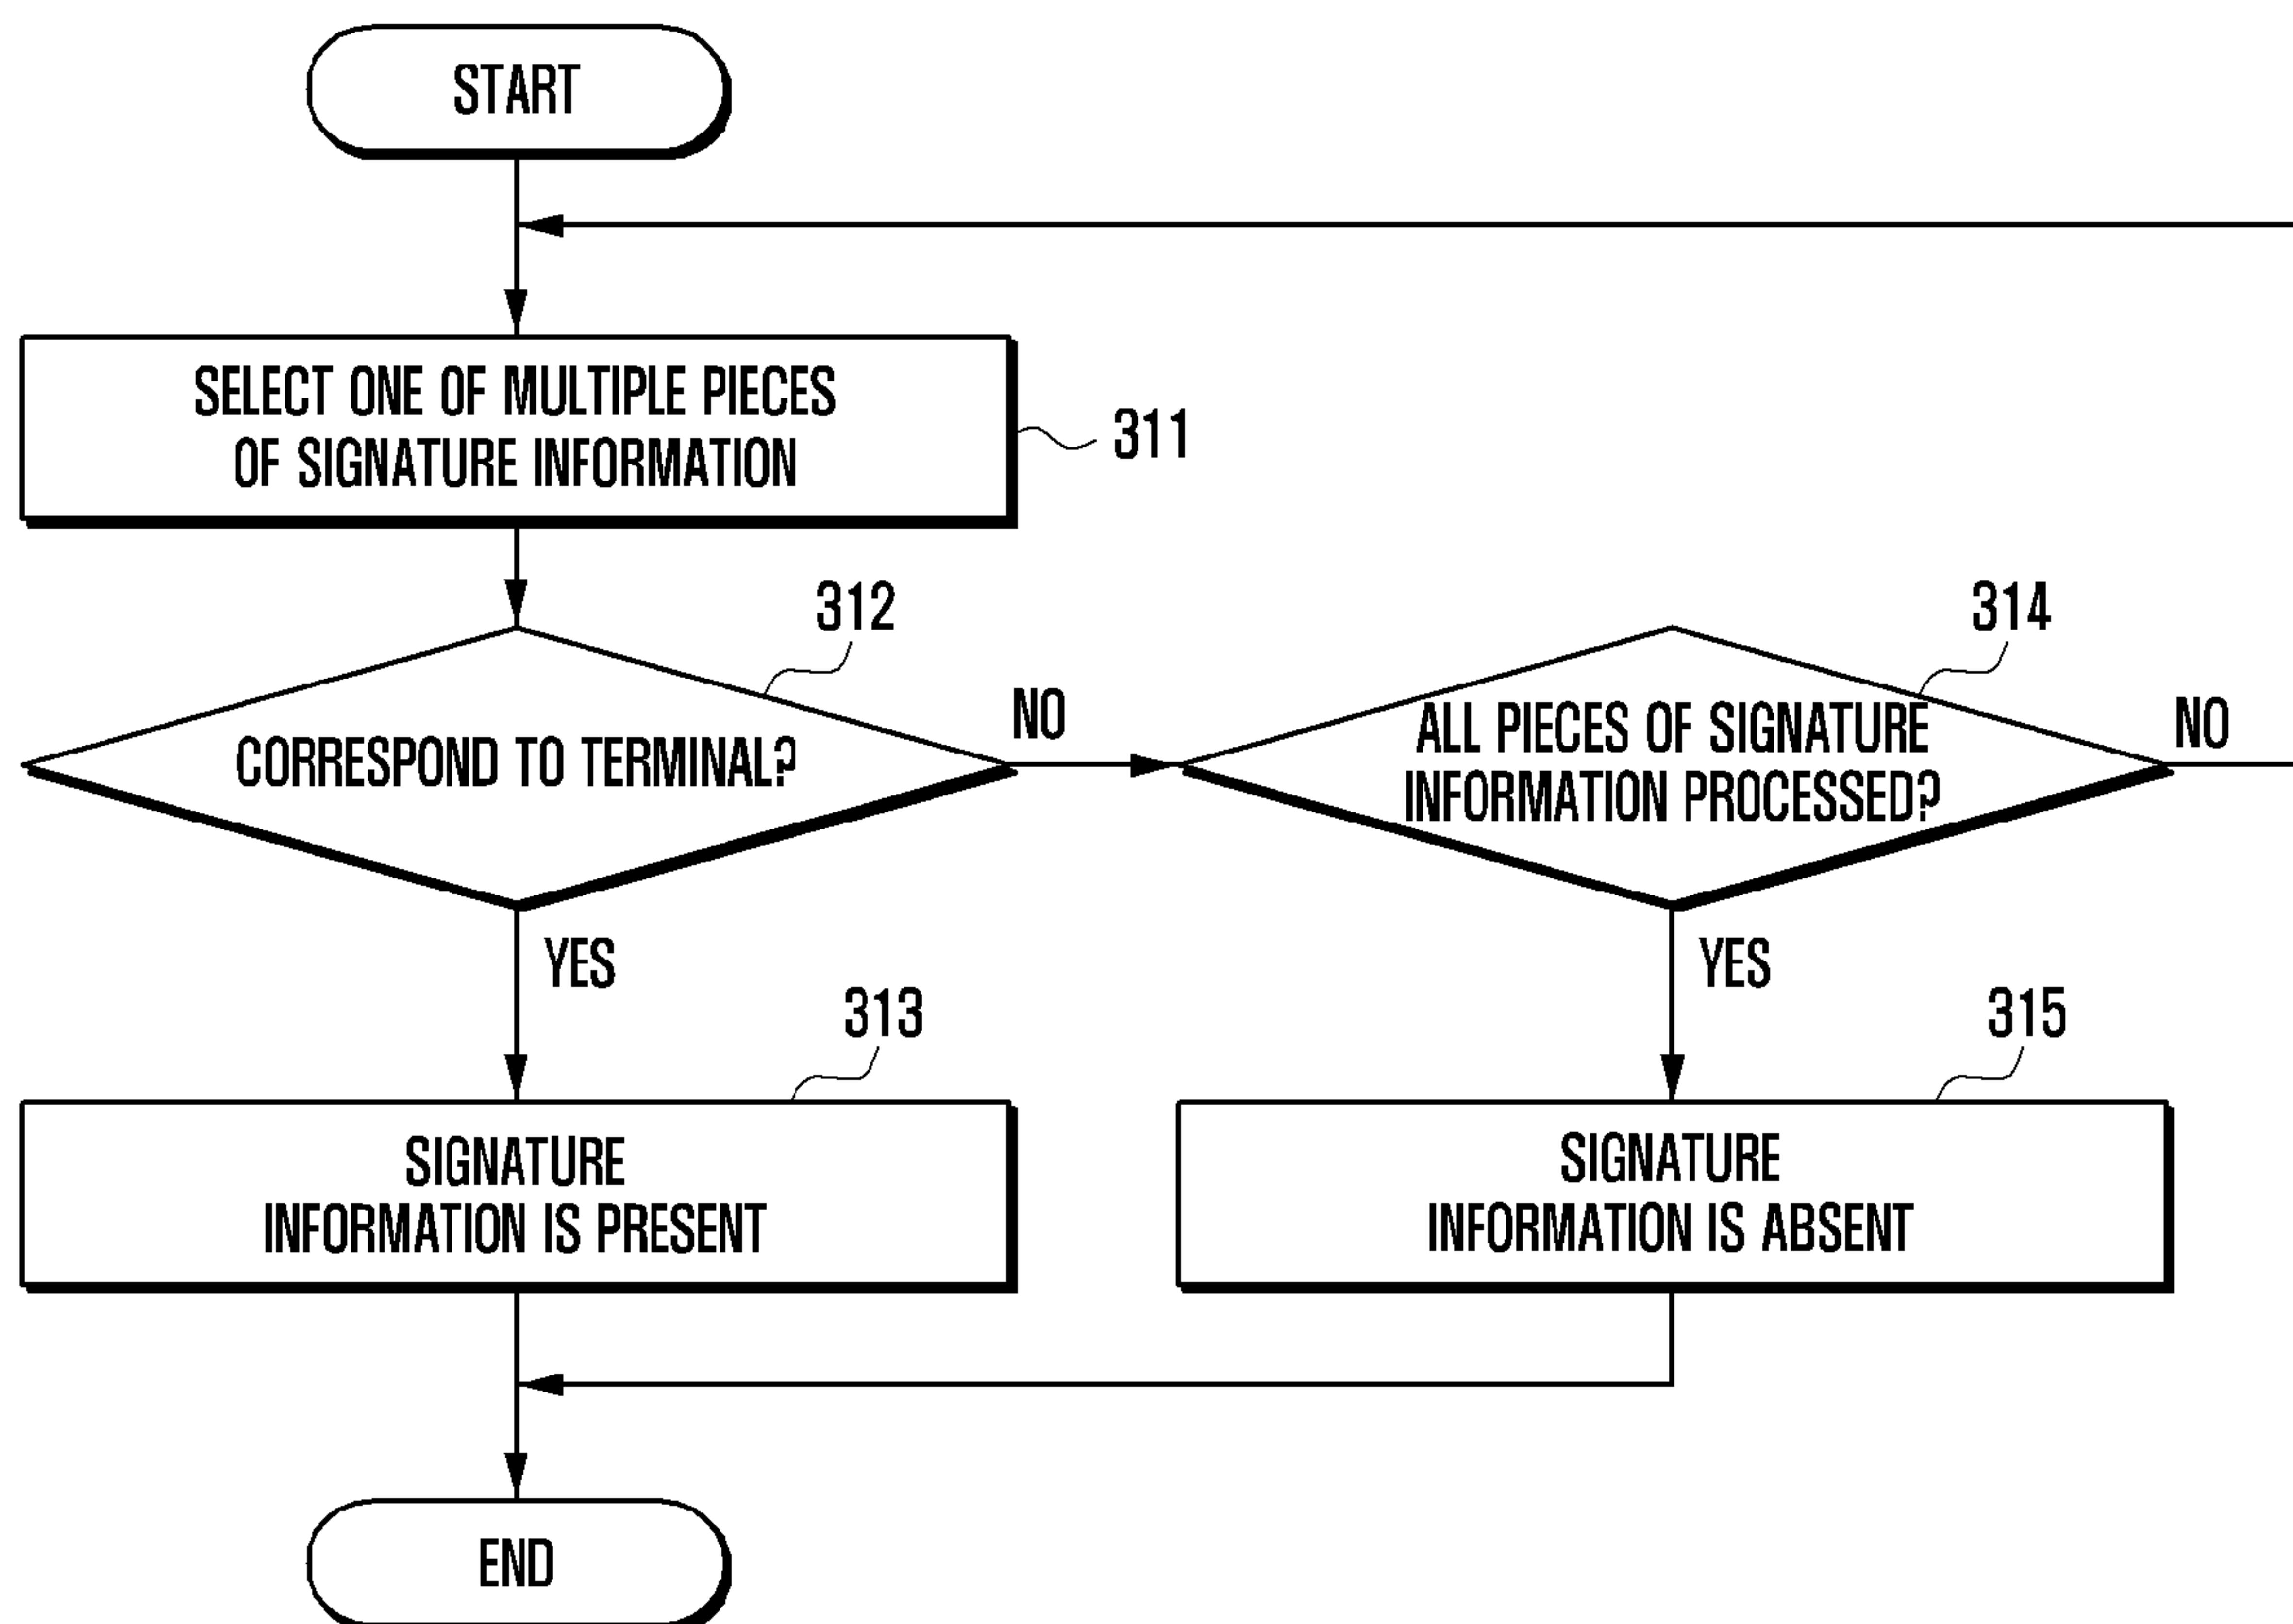 START
SELECT ONE OF MULTIPLE PIECES
OF SIGNATURE INFORMATION
311
312
CORRESPOND TO TERMINAL?
NO
314
ALL PIECES OF SIGNATURE
INFORMATION PROCESSED?
NO
YES
YES
313
SIGNATURE
INFORMATION IS PRESENT
315
SIGNATURE
INFORMATION IS ABSENT
END